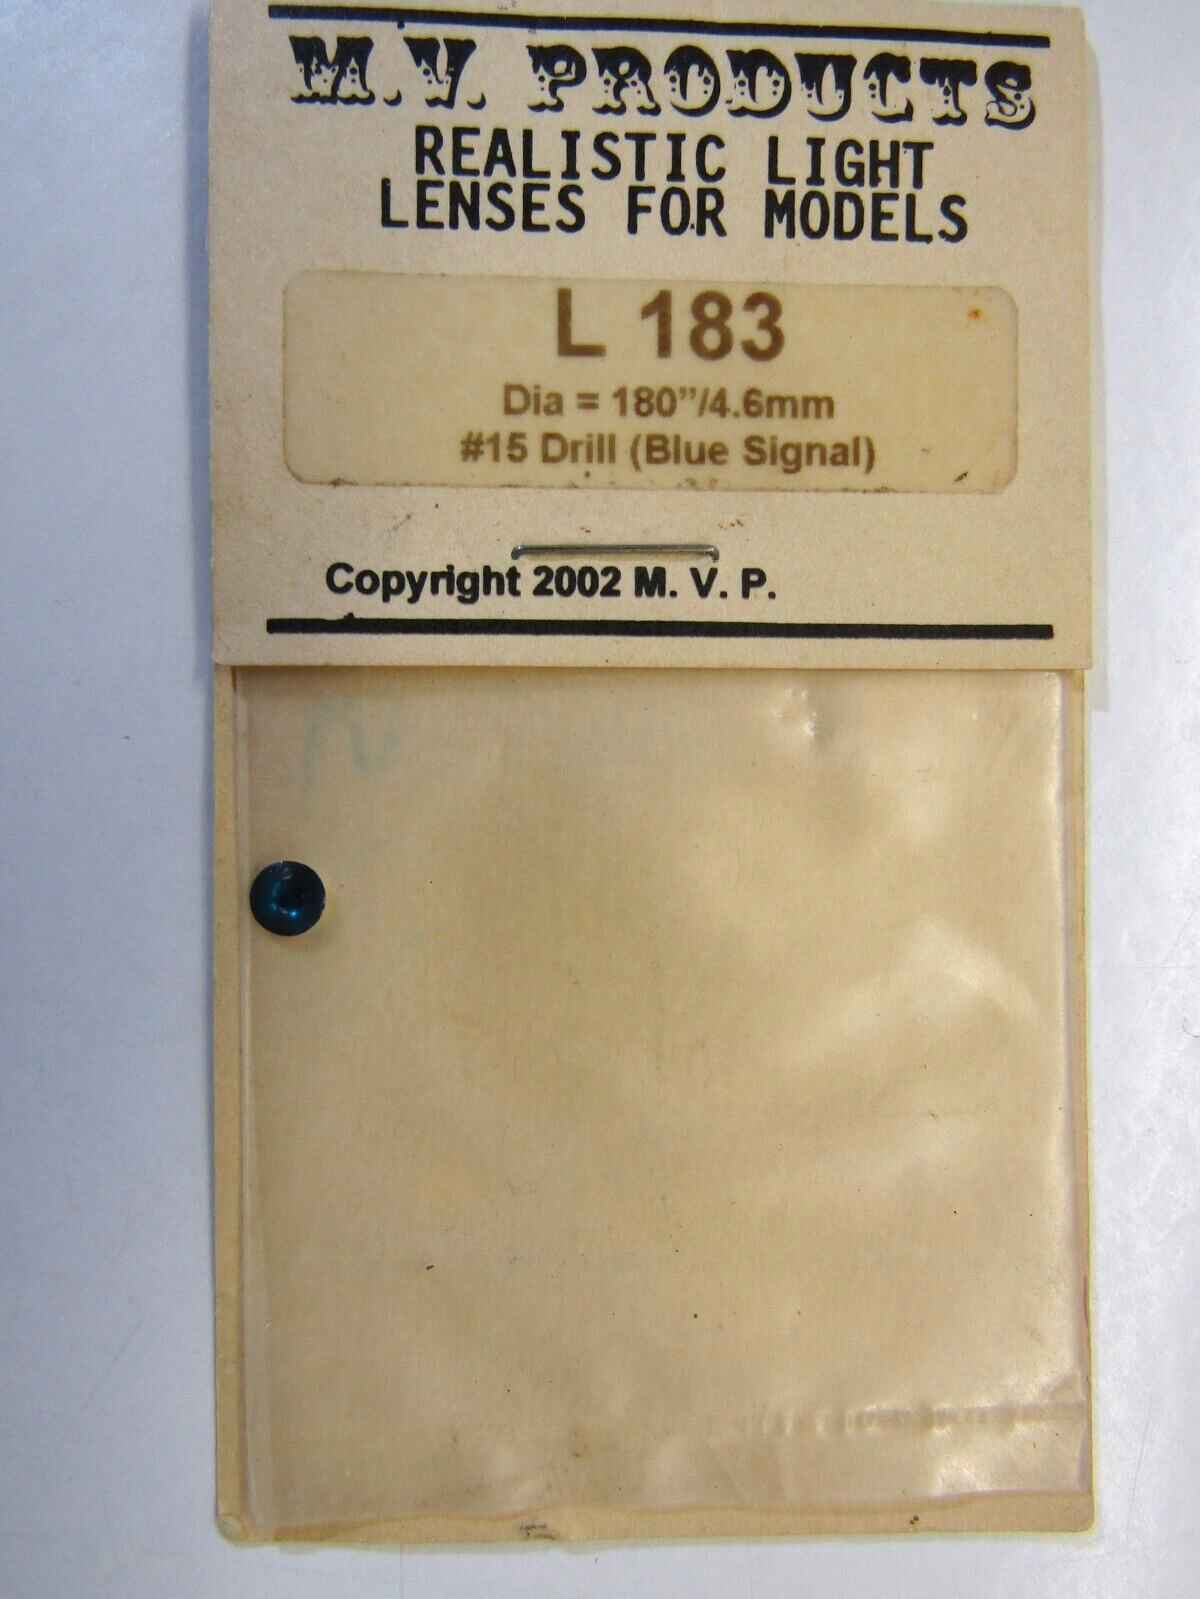 M.V. PRODUCTS
REALISTIC LIGHT
LENSES FOR MODELS
L 183
Dia = 180”/4.6mm
#15 Drill (Blue Signal)
Copyright 2002 M. V. P.